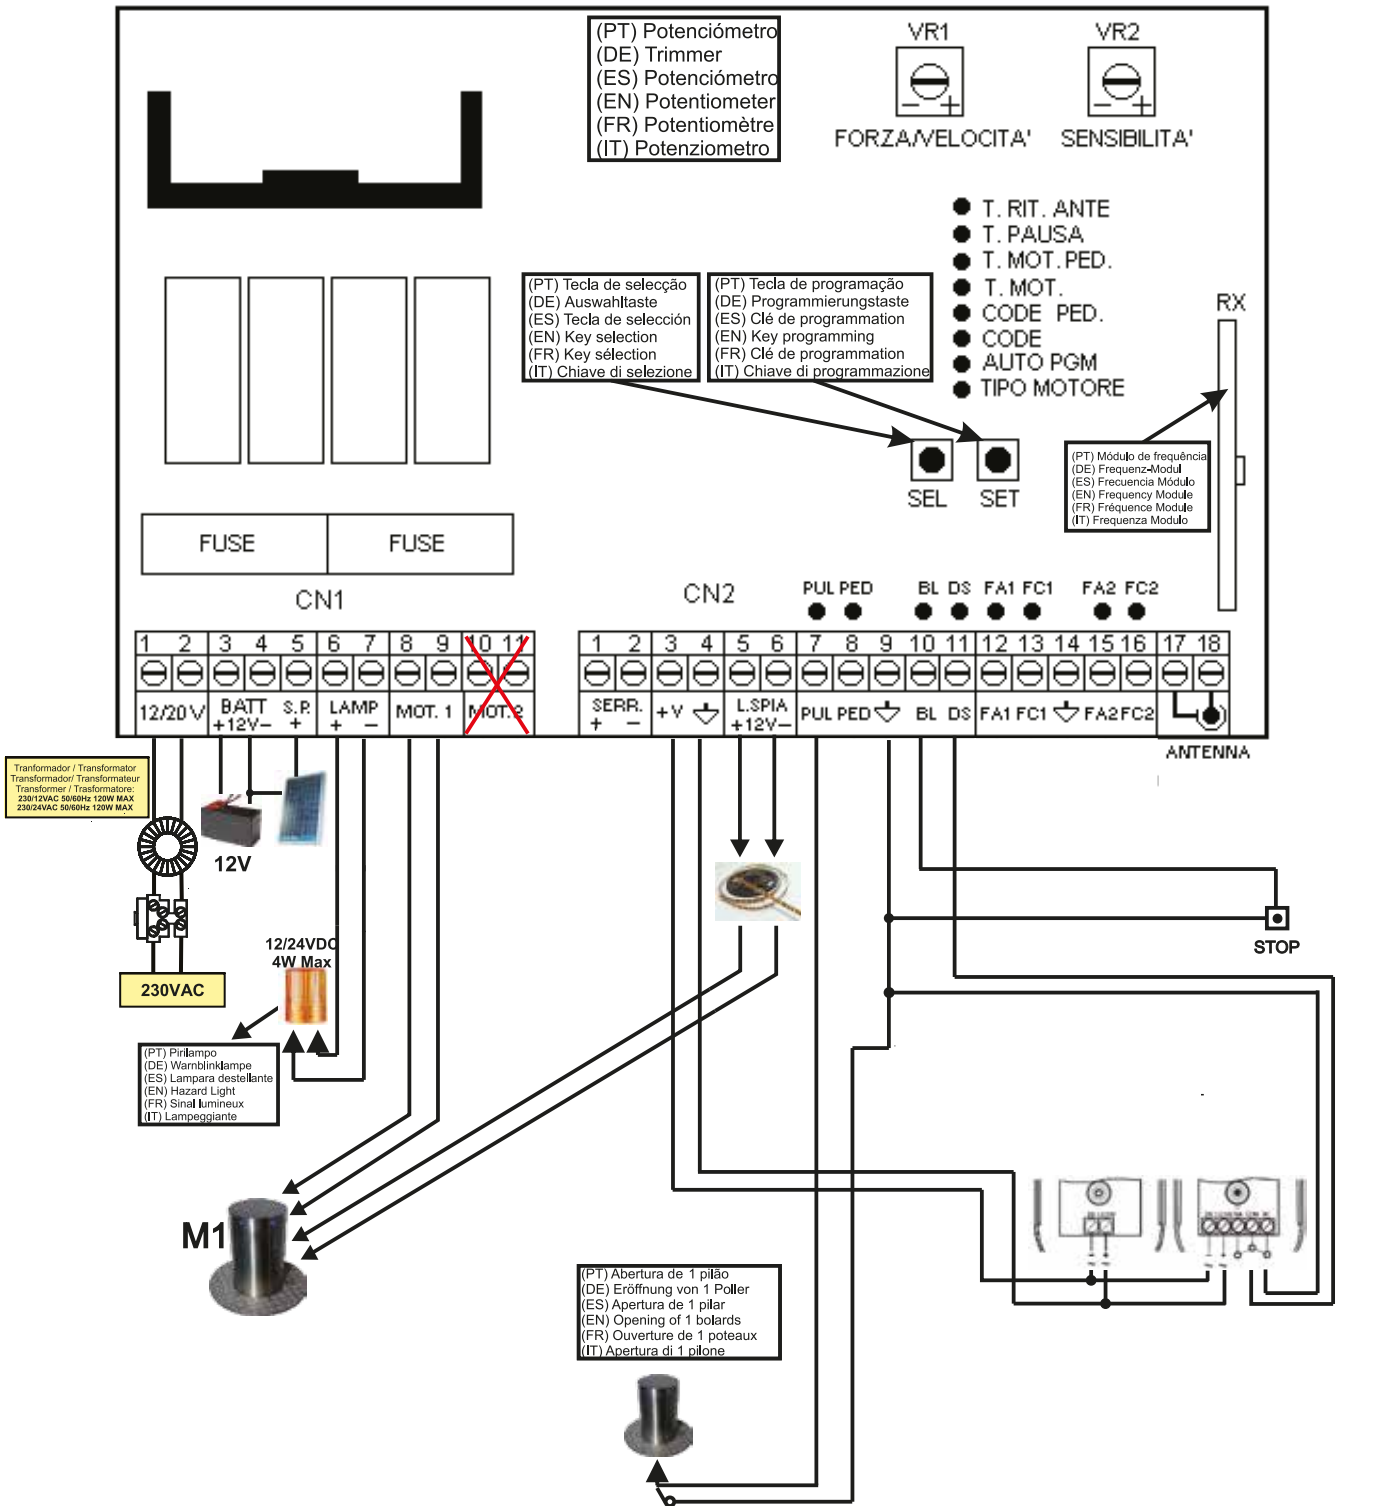 (PT) Potenciómetro
(DE) Trimmer
(ES) Potenciómetro
(EN) Potentiometer
(FR) Potentiomètre
(IT) Potenziometro
VR1
FORZA/VELOCITA'
VR2
SENSIBILITA'
T. RIT. ANTE
T. PAUSA
T. MOT. PED.
T. MOT.
CODE PED.
CODE
AUTO PGM
TIPO MOTORE
RX
(PT) Tecla de selecção
(DE) Auswahltaste
(ES) Tecla de selección
(EN) Key selection
(FR) Key sélection
(IT) Chiave di selezione
(PT) Tecla de programação
(DE) Programmierungstaste
(ES) Clé de programmation
(EN) Key programming
(FR) Clé de programmation
(IT) Chiave di programmazione
SEL
SET
(PT) Módulo de frequência
(DE) Frequenz-Modul
(ES) Frecuencia Módulo
(EN) Frequency Module
(FR) Fréquence Module
(IT) Frequenza Modulo
FUSE
FUSE
CN1
CN2
PUL PED
BL DS FA1 FC1
FA2 FC2
1 2 3 4 5 6 7 8 9 10 11
1 2 3 4 5 6 7 8 9 10 11 12 13 14 15 16 17 18
12/20 V
BATT
+12V-
S.P.
+
LAMP
+ -
MOT. 1
MOT. 2
SERR.
+ -
+V
L.SPIA
+12V-
PUL PED
BL DS
FA1 FC1
FA2 FC2
ANTENNA
Tranformador / Transformator
Transformador/ Transformateur
Transformer / Trasformatore:
230/12VAC 50/60Hz 120W MAX
230/24VAC 50/60Hz 120W MAX
12V
230VAC
12/24VDC
4W Max
(PT) Pirilampo
(DE) Warnblinklampe
(ES) Lampara destellante
(EN) Hazard Light
(FR) Sinal lumineux
(IT) Lampeggiante
STOP
M1
(PT) Abertura de 1 pilão
(DE) Eröffnung von 1 Poller
(ES) Apertura de 1 pilar
(EN) Opening of 1 bolards
(FR) Ouverture de 1 poteaux
(IT) Apertura di 1 pilone